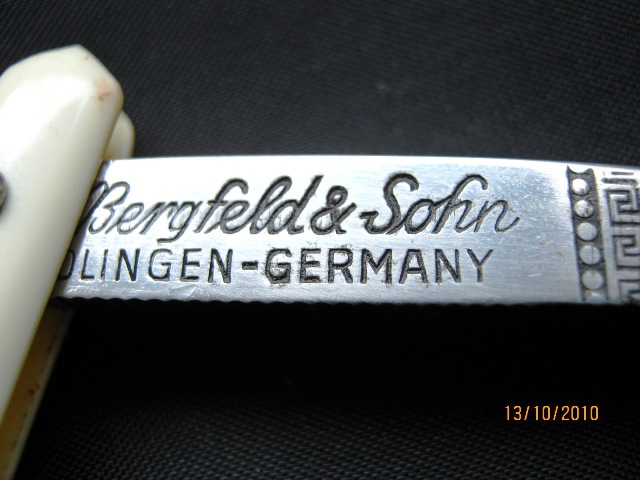 Bergfeld & Sohn
OLINGEN-GERMANY
13/10/2010